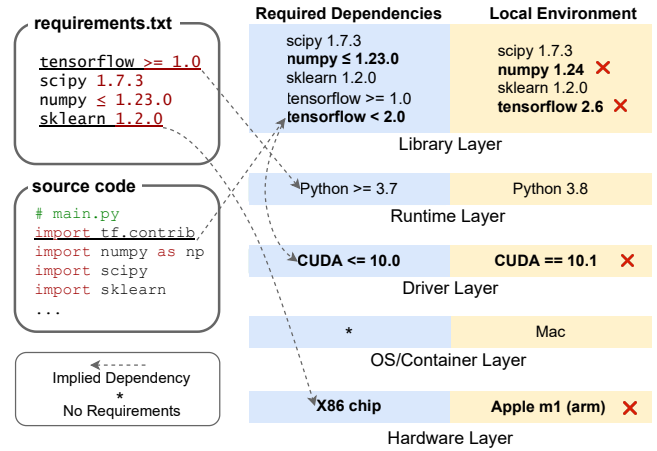 requirements.txt
tensorflow >= 1.0
scipy 1.7.3
numpy ≤ 1.23.0
sklearn 1.2.0
source code
# main.py
import tf.contrib
import numpy as np
import scipy
import sklearn
...
Implied Dependency
*
No Requirements
Required Dependencies
Local Environment
scipy 1.7.3
numpy ≤ 1.23.0
sklearn 1.2.0
tensorflow >= 1.0
tensorflow < 2.0
scipy 1.7.3
numpy 1.24
sklearn 1.2.0
tensorflow 2.6
Library Layer
Python >= 3.7
Python 3.8
Runtime Layer
CUDA <= 10.0
CUDA == 10.1
Driver Layer
*
Mac
OS/Container Layer
X86 chip
Apple m1 (arm)
Hardware Layer